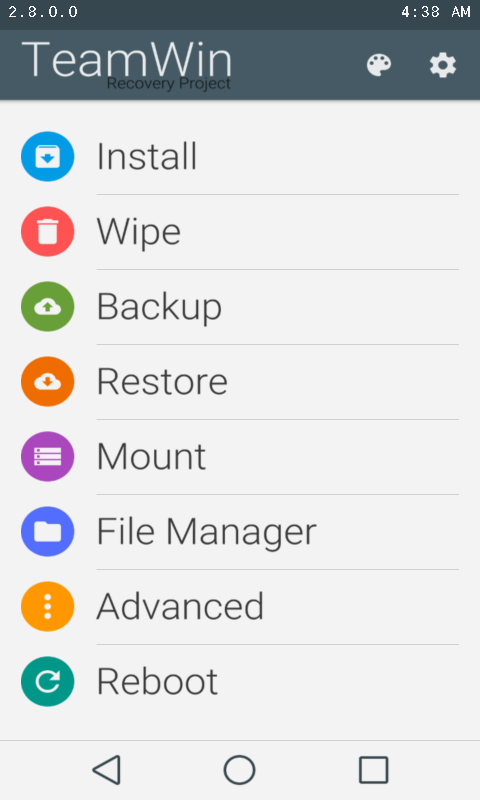 2.8.0.0 4:38 AM
TeamWin
Recovery Project
Install
Wipe
Backup
Restore
Mount
File Manager
Advanced
Reboot